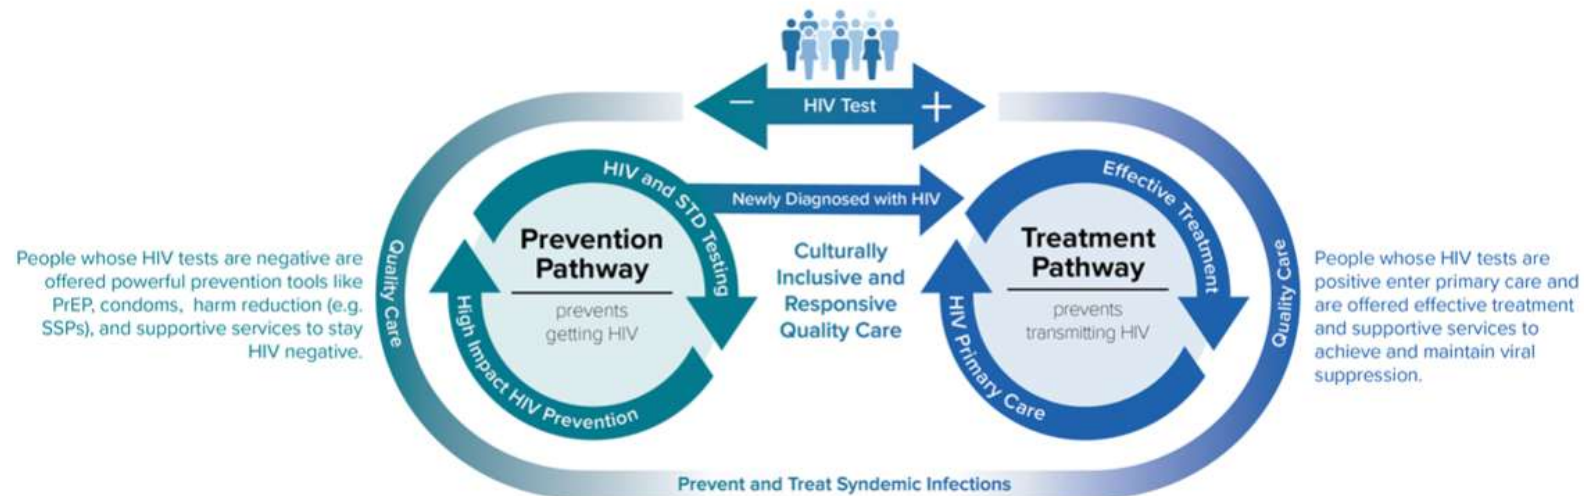 − HIV Test +
HIV and STD Testing
Newly Diagnosed with HIV
Effective Treatment
Quality Care
People whose HIV tests are negative are
offered powerful prevention tools like
PrEP, condoms, harm reduction (e.g.
SSPs), and supportive services to stay
HIV negative.
Prevention
Pathway
prevents
getting HIV
High Impact HIV Prevention
Culturally
Inclusive and
Responsive
Quality Care
Treatment
Pathway
prevents
transmitting HIV
HIV Primary Care
Quality Care
People whose HIV tests are
positive enter primary care and
are offered effective treatment
and supportive services to
achieve and maintain viral
suppression.
Prevent and Treat Syndemic Infections